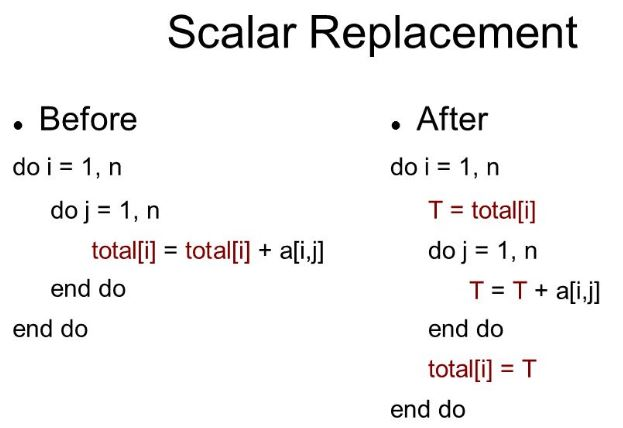 Scalar Replacement
• Before
do i = 1, n
do j = 1, n
total[i] = total[i] + a[i,j]
end do
end do
• After
do i = 1, n
T = total[i]
do j = 1, n
T = T + a[i,j]
end do
total[i] = T
end do